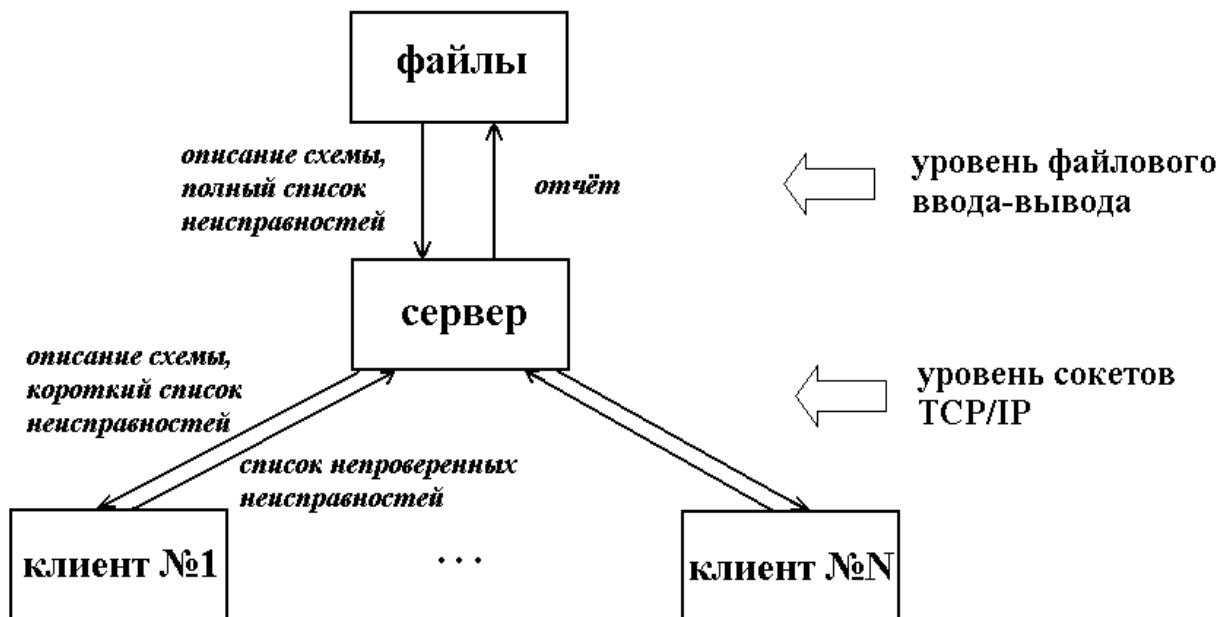 файлы
описание схемы,
полный список
неисправностей
отчёт
уровень файлового
ввода-вывода
сервер
описание схемы,
короткий список
неисправностей
уровень сокетов
TCP/IP
список непроверенных
неисправностей
клиент №1
. . .
клиент №N